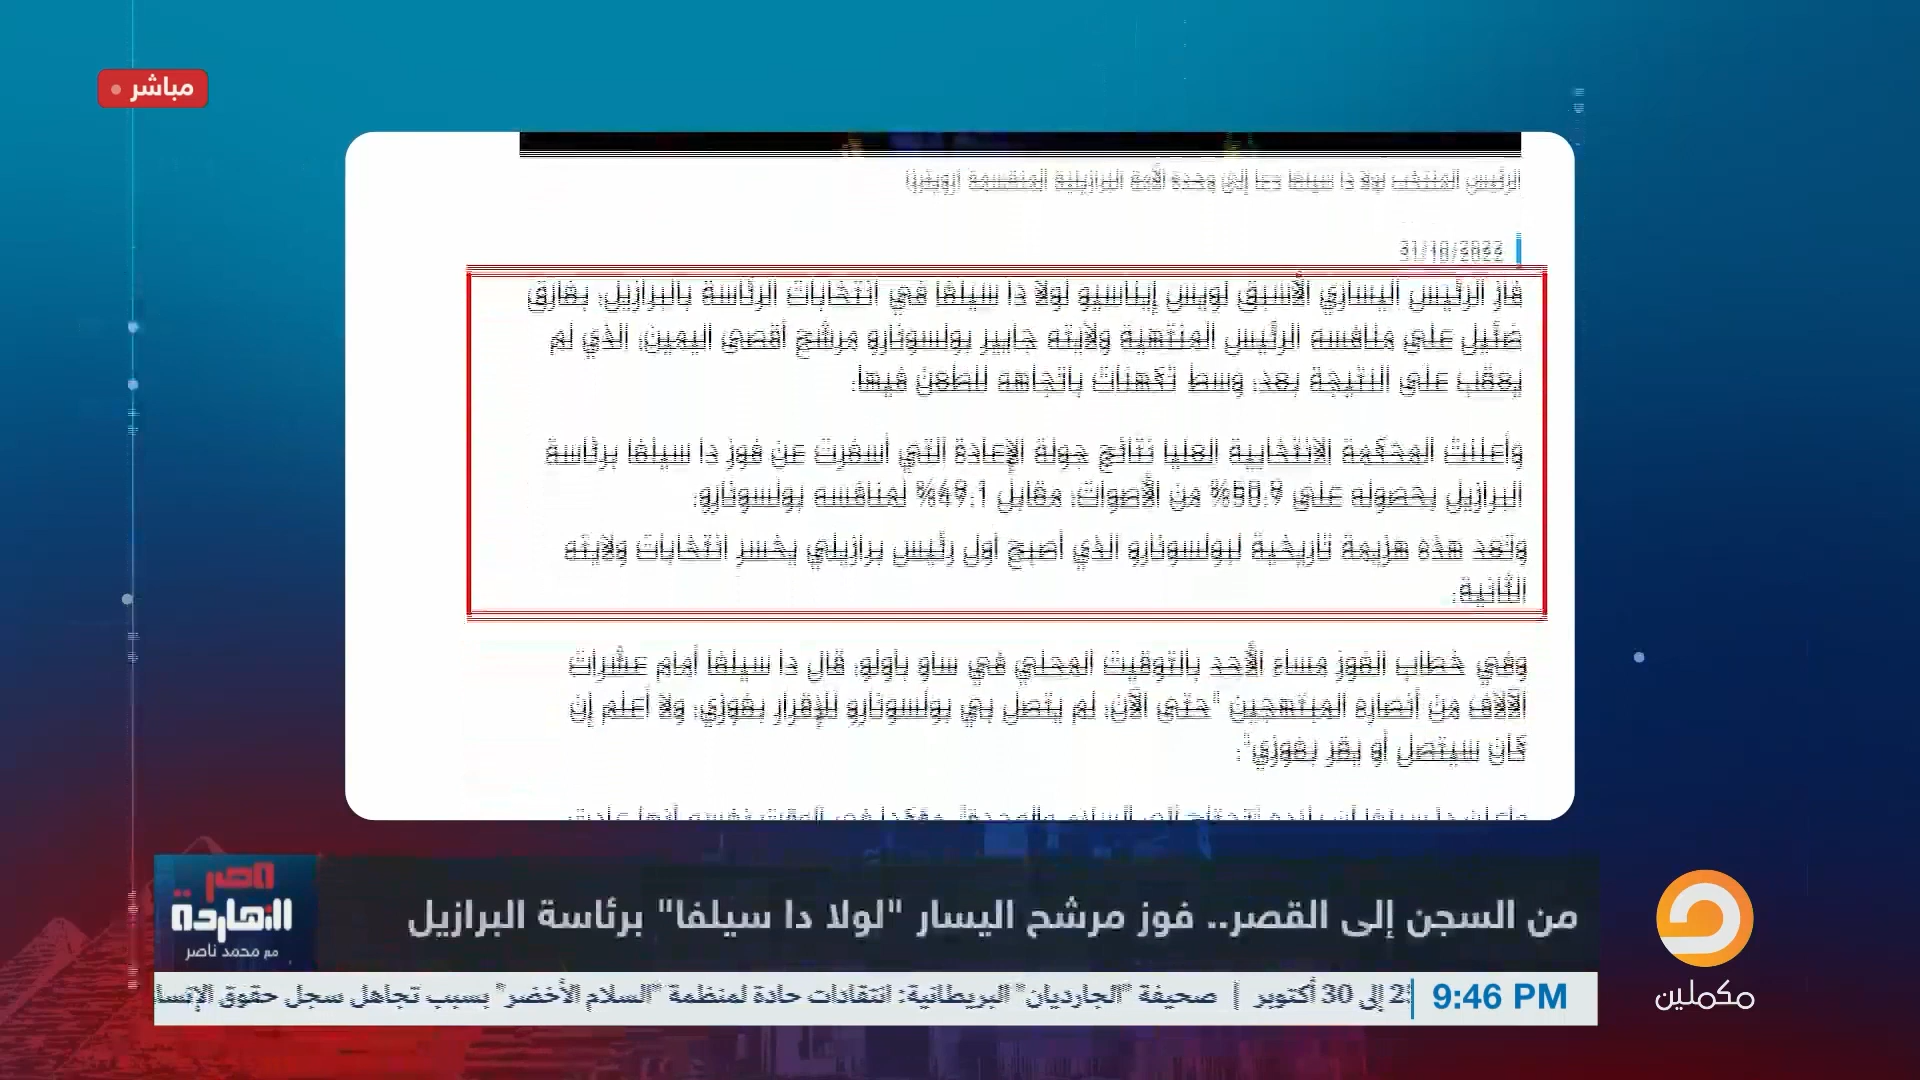 مباشر
الرئيس المنتخب لولا دا سيلفا دعا إلى وحدة الأمة البرازيلية المنقسمة (رويترز)
31/10/2022
فاز الرئيس اليساري الأسبق لويس إيناسيو لولا دا سيلفا في انتخابات الرئاسة بالبرازيل، بفارق
ضئيل على منافسه الرئيس المنتهية ولايته جايير بولسونارو مرشح أقصى اليمين، الذي لم
يعقب على النتيجة بعد، وسط تكهنات باتجاهه للطعن فيها.
وأعلنت المحكمة الانتخابية العليا نتائج جولة الإعادة التي أسفرت عن فوز دا سيلفا برئاسة
البرازيل بحصوله على 50.9% من الأصوات، مقابل 49.1% لمنافسه بولسونارو.
وتعد هذه هزيمة تاريخية لبولسونارو الذي أصبح أول رئيس برازيلي يخسر انتخابات ولايته
الثانية.
وفي خطاب الفوز مساء الأحد بالتوقيت المحلي في ساو باولو، قال دا سيلفا أمام عشرات
الآلاف من أنصاره المبتهجين "حتى الآن، لم يتصل بي بولسونارو للإقرار بفوزي، ولا أعلم إن
كان سيتصل أو يقر بفوزي".
مصر
النهاردة
مع محمد ناصر
من السجن إلى القصر.. فوز مرشح اليسار "لولا دا سيلفا" برئاسة البرازيل
9:46 PM
إلى 30 أكتوبر | صحيفة "الجارديان" البريطانية: انتقادات حادة لمنظمة "السلام الأخضر" بسبب تجاهل سجل حقوق الإنسا
مكملين